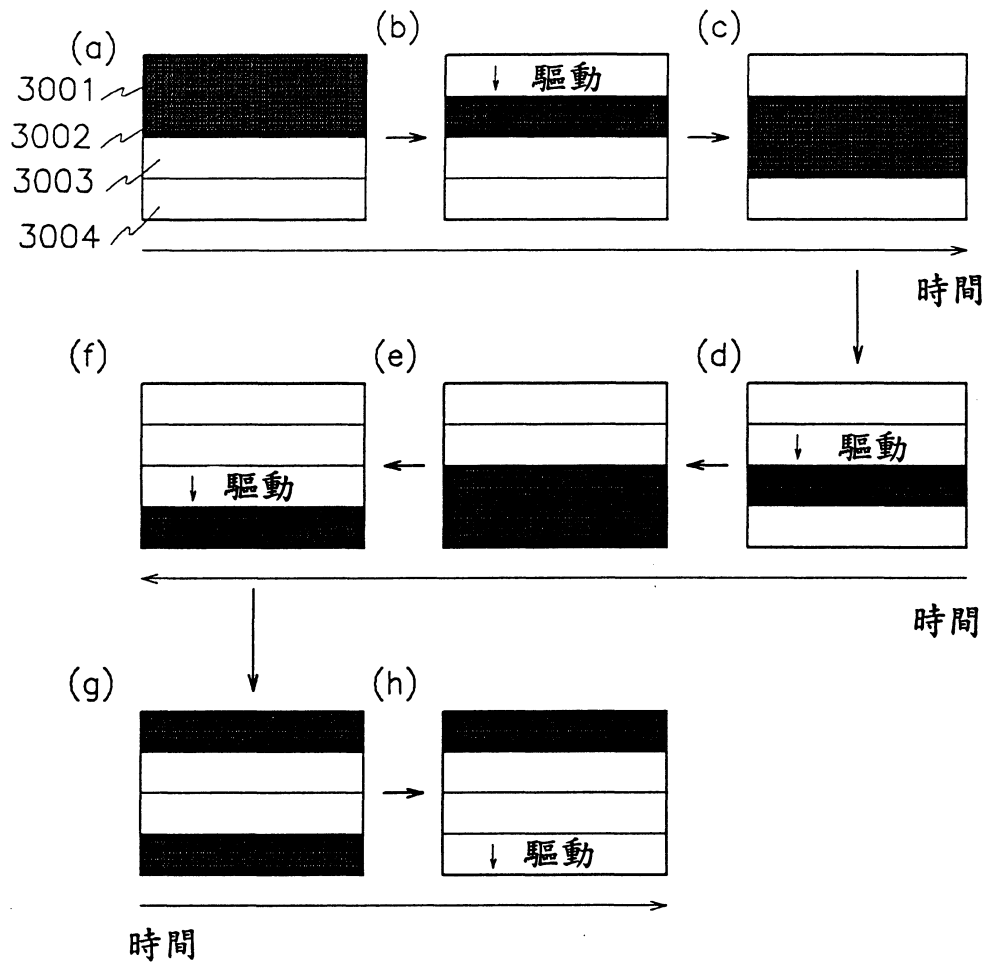 (a)
(b)
(c)
3001
3002
3003
3004
↓ 驅動
時間
(f)
(e)
(d)
↓ 驅動
↓ 驅動
時間
(g)
(h)
↓ 驅動
時間